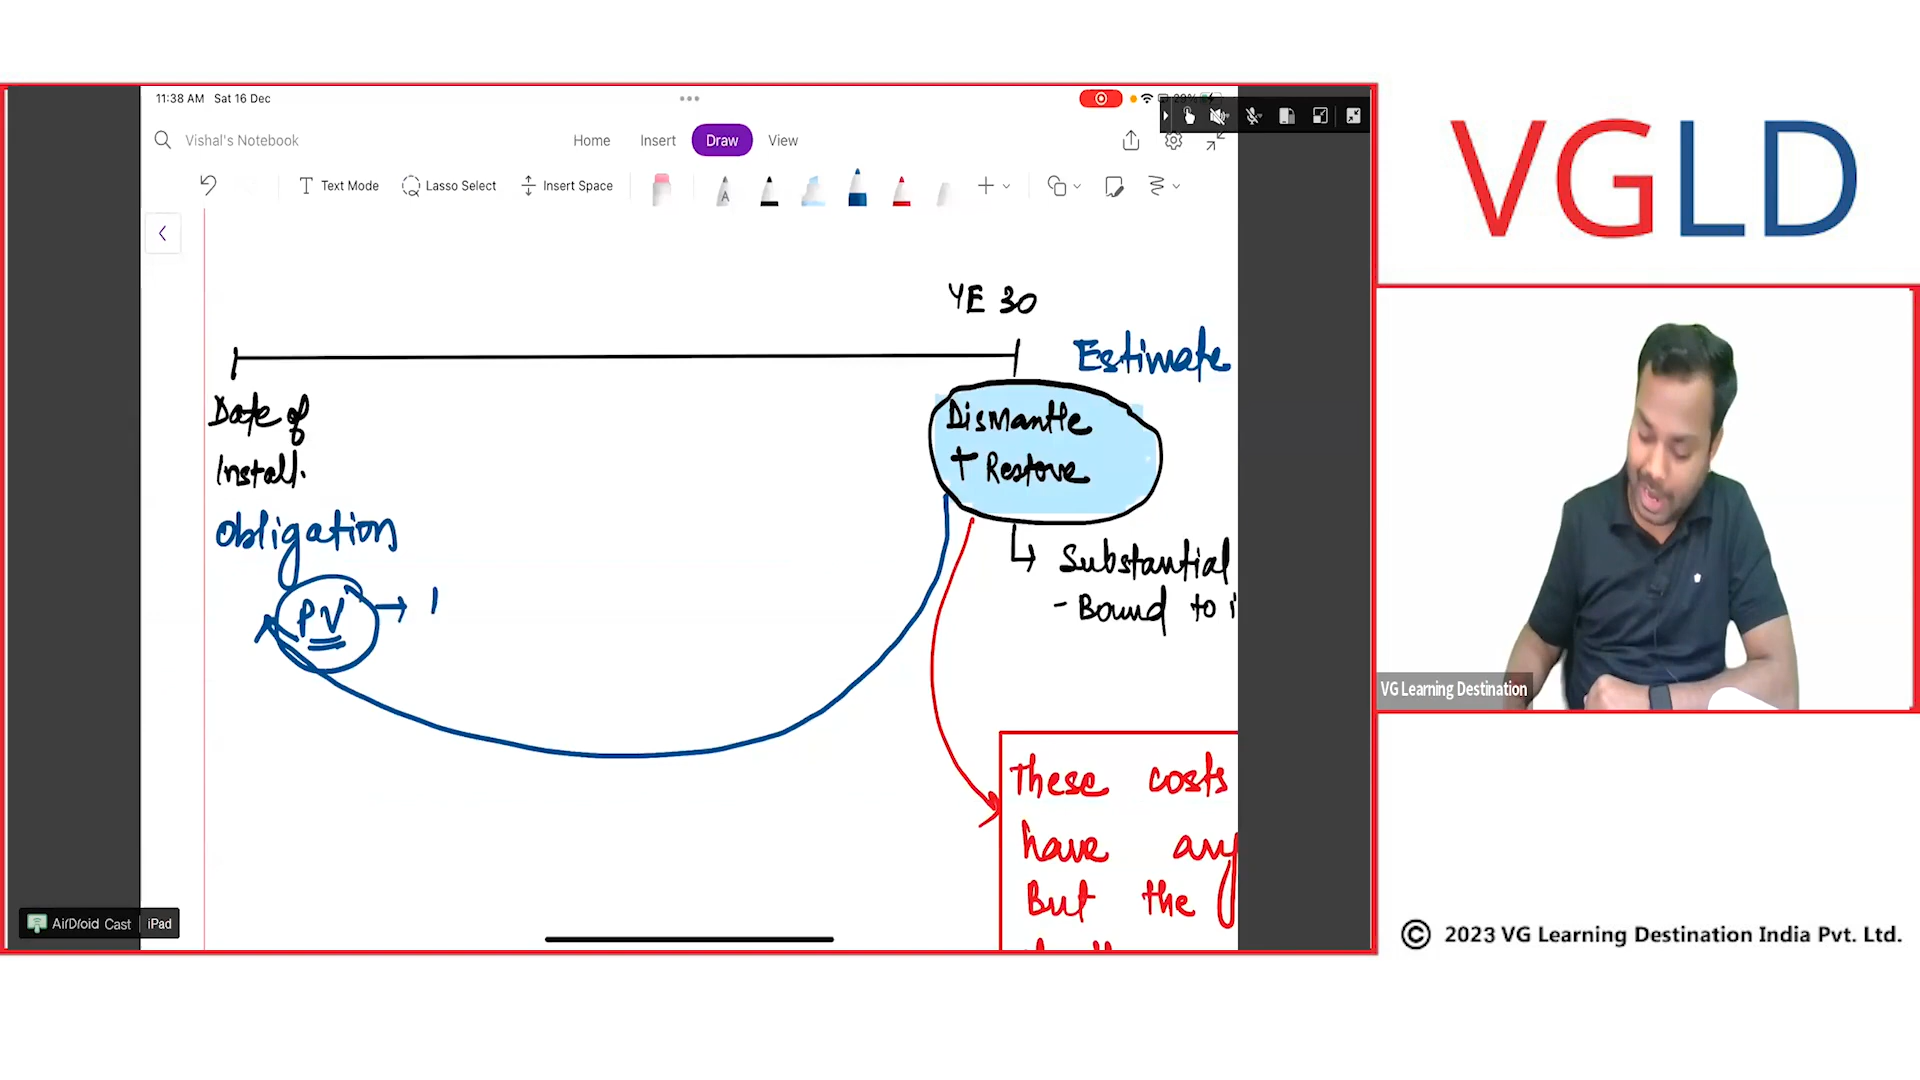 11:38 AM Sat 16 Dec
29%
Vishal's Notebook
Home Insert Draw View
Text Mode Lasso Select Insert Space
YE 30
Estimate
Date of
Install.
Dismantle
+ Restore
Obligation
PV
Substantial
- Bound to i
These costs
have any
But the
AirDroid Cast iPad
VGLD
VG Learning Destination
© 2023 VG Learning Destination India Pvt. Ltd.